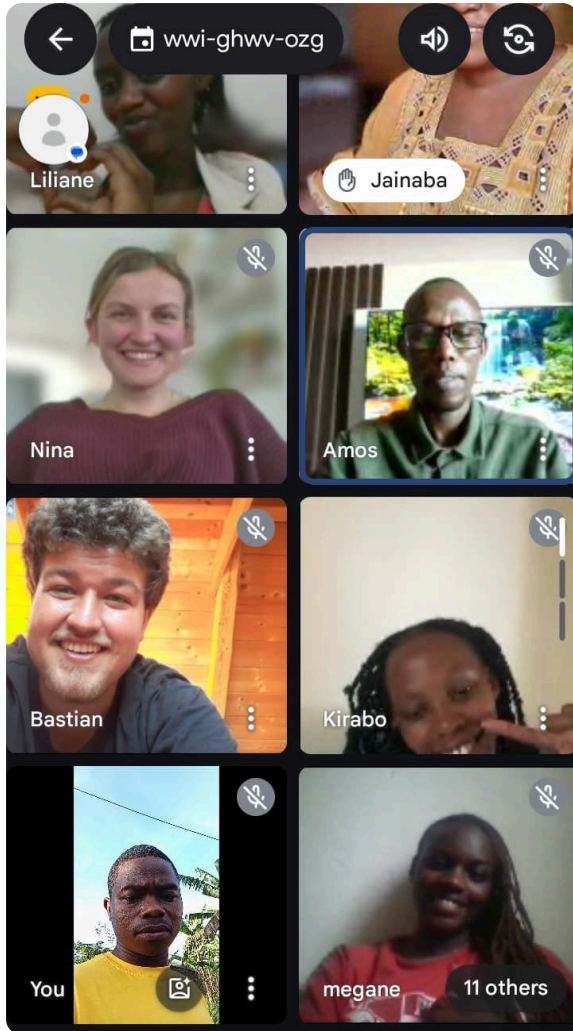 wwi-ghwv-ozg
Liliane
Jainaba
Nina
Amos
Bastian
Kirabo
You
megane
11 others